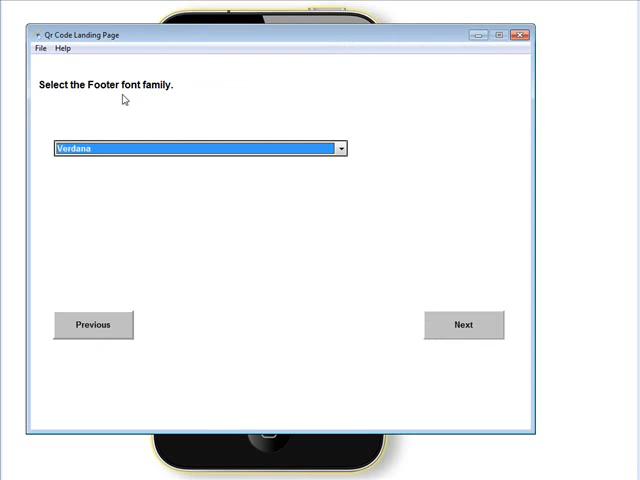 Qr Code Landing Page
File Help
Select the Footer font family.
Verdana
Previous
Next